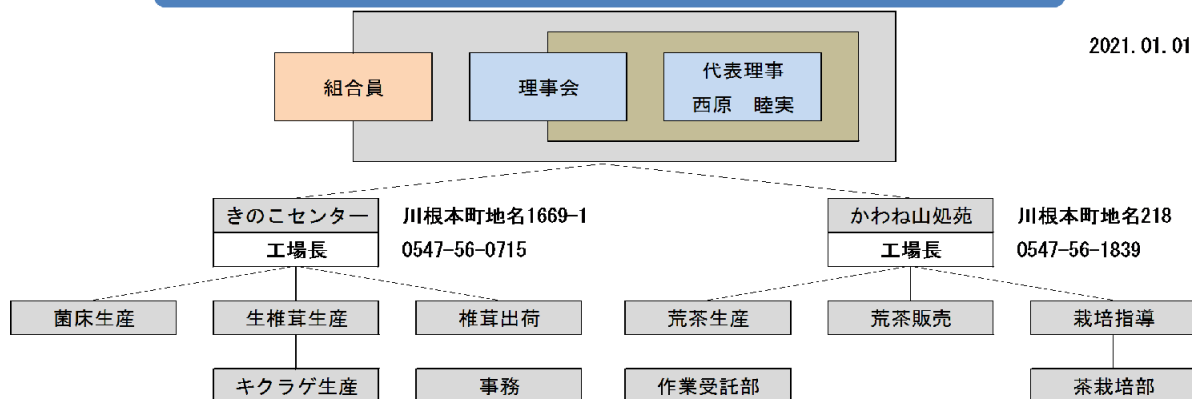 2021.01.01
組合員
理事会
代表理事
西原　睦実
きのこセンター
川根本町地名1669-1
かわね山処苑
川根本町地名218
工場長
0547-56-0715
工場長
0547-56-1839
菌床生産
生椎茸生産
椎茸出荷
荒茶生産
荒茶販売
栽培指導
キクラゲ生産
事務
作業受託部
茶栽培部